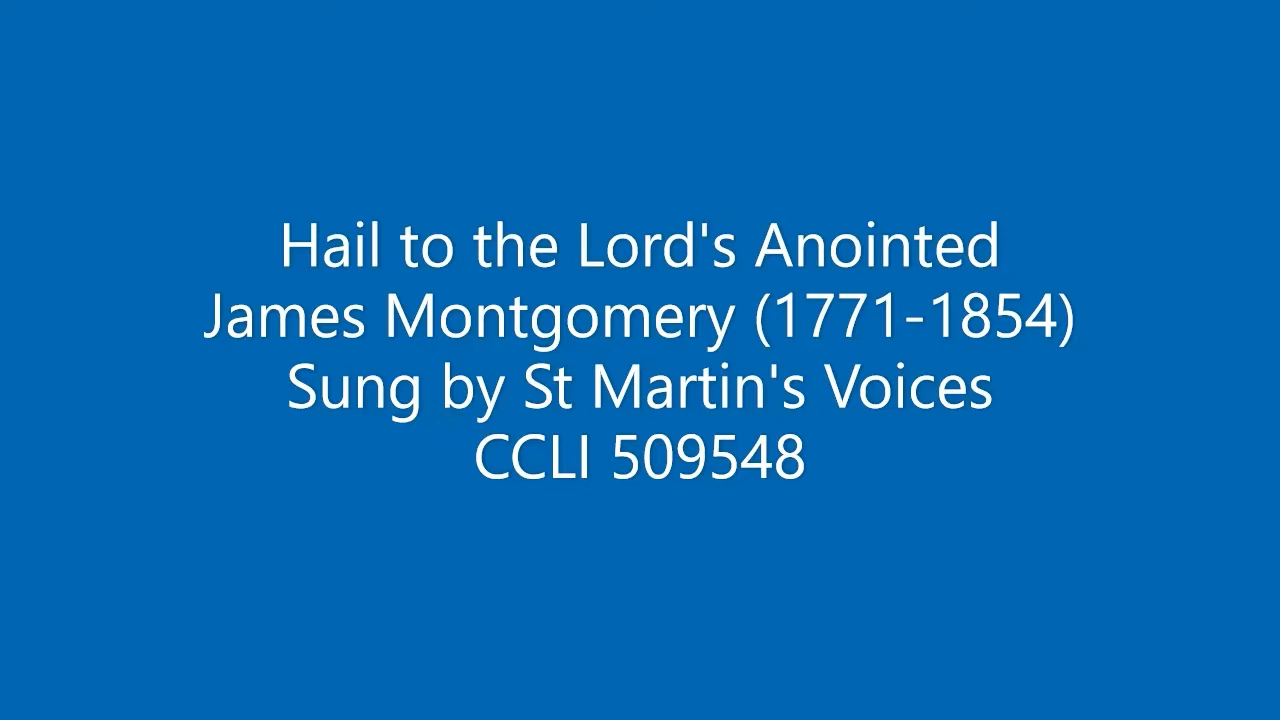 Hail to the Lord's Anointed
James Montgomery (1771-1854)
Sung by St Martin's Voices
CCLI 509548